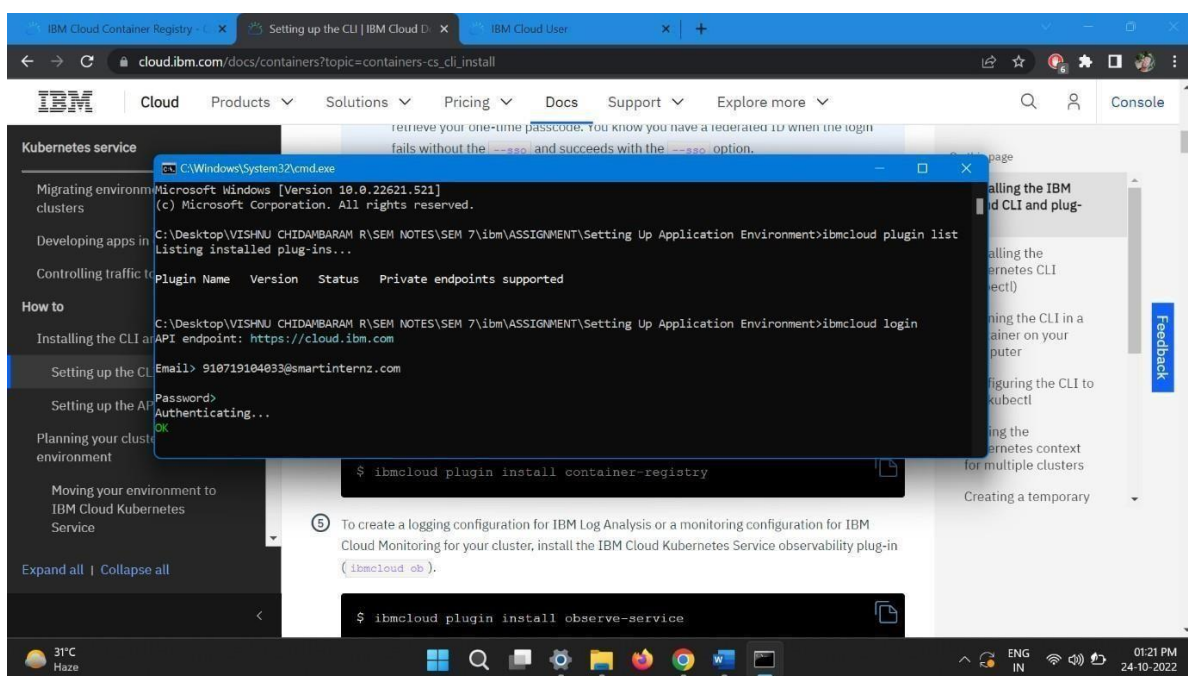 IBM Cloud Container Registry - C
Setting up the CLI | IBM Cloud D
IBM Cloud User
cloud.ibm.com/docs/containers?topic=containers-cs_cli_install
6
IBM Cloud Products Solutions Pricing Docs Support Explore more Console
Kubernetes service
Migrating environm
clusters
Developing apps in
Controlling traffic to
How to
Installing the CLI an
Setting up the CL
Setting up the AP
Planning your cluste
environment
Moving your environment to
IBM Cloud Kubernetes
Service
Expand all | Collapse all
retrieve your one-time passcode. You know you have a federated ID when the login
fails without the --sso and succeeds with the --sso option.
C:\Windows\System32\cmd.exe
Microsoft Windows [Version 10.0.22621.521]
(c) Microsoft Corporation. All rights reserved.
C:\Desktop\VISHNU CHIDAMBARAM R\SEM NOTES\SEM 7\ibm\ASSIGNMENT\Setting Up Application Environment>ibmcloud plugin list
Listing installed plug-ins...
Plugin Name Version Status Private endpoints supported
C:\Desktop\VISHNU CHIDAMBARAM R\SEM NOTES\SEM 7\ibm\ASSIGNMENT\Setting Up Application Environment>ibmcloud login
API endpoint: https://cloud.ibm.com
Email> 910719104033@smartinternz.com
Password>
Authenticating...
OK
$ ibmcloud plugin install container-registry
5 To create a logging configuration for IBM Log Analysis or a monitoring configuration for IBM
Cloud Monitoring for your cluster, install the IBM Cloud Kubernetes Service observability plug-in
( ibmcloud ob ).
$ ibmcloud plugin install observe-service
page
alling the IBM
d CLI and plug-
alling the
ernetes CLI
ectl)
ning the CLI in a
ainer on your
puter
figuring the CLI to
kubectl
ing the
ernetes context
for multiple clusters
Creating a temporary
Feedback
31°C
Haze
ENG
IN
01:21 PM
24-10-2022